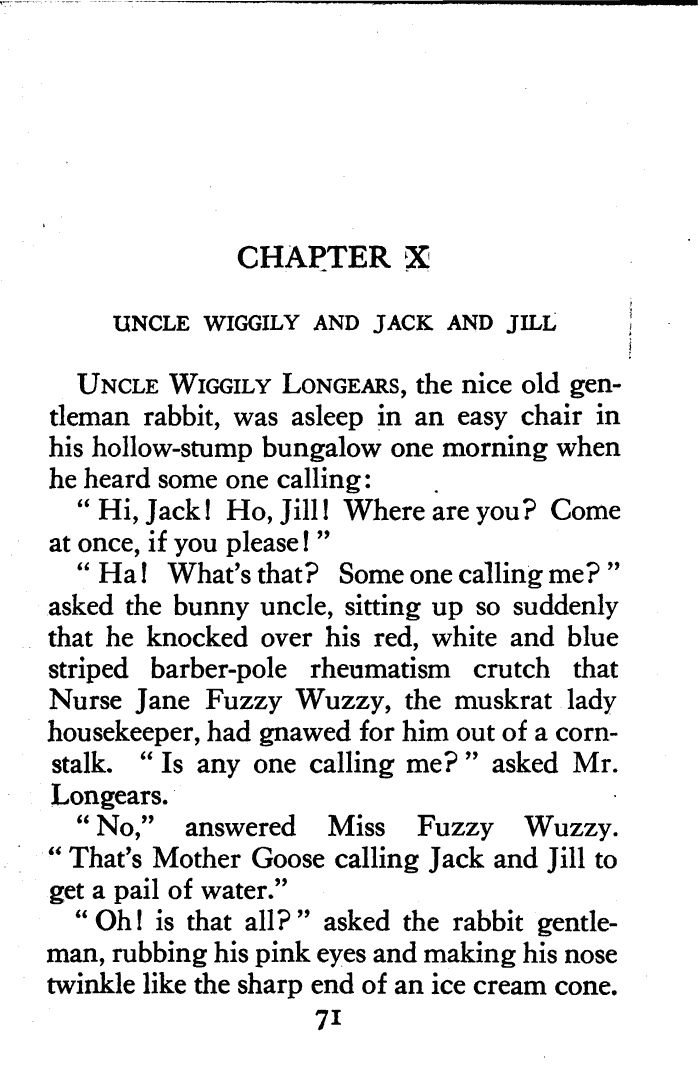 CHAPTER X
UNCLE WIGGILY AND JACK AND JILL
UNCLE WIGGILY LONGEARS, the nice old gen-
tleman rabbit, was asleep in an easy chair in
his hollow-stump bungalow one morning when
he heard some one calling:
“ Hi, Jack! Ho, Jill! Where are you? Come
at once, if you please! ”
“ Ha! What’s that? Some one calling me? ”
asked the bunny uncle, sitting up so suddenly
that he knocked over his red, white and blue
striped barber-pole rheumatism crutch that
Nurse Jane Fuzzy Wuzzy, the muskrat lady
housekeeper, had gnawed for him out of a corn-
stalk. “ Is any one calling me? ” asked Mr.
Longears.
“ No,” answered Miss Fuzzy Wuzzy.
“ That’s Mother Goose calling Jack and Jill to
get a pail of water.”
“ Oh! is that all? ” asked the rabbit gentle-
man, rubbing his pink eyes and making his nose
twinkle like the sharp end of an ice cream cone.
71